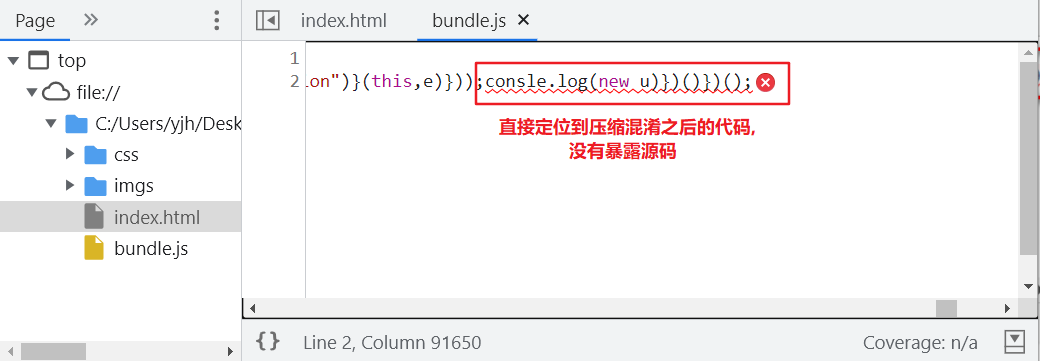 Page
index.html
bundle.js
top
file://
C:/Users/yjh/Desk
css
imgs
index.html
bundle.js
1
2
on")}(this,e)}));consle.log(new u)})()})();
直接定位到压缩混淆之后的代码,
没有暴露源码
{}
Line 2, Column 91650
Coverage: n/a